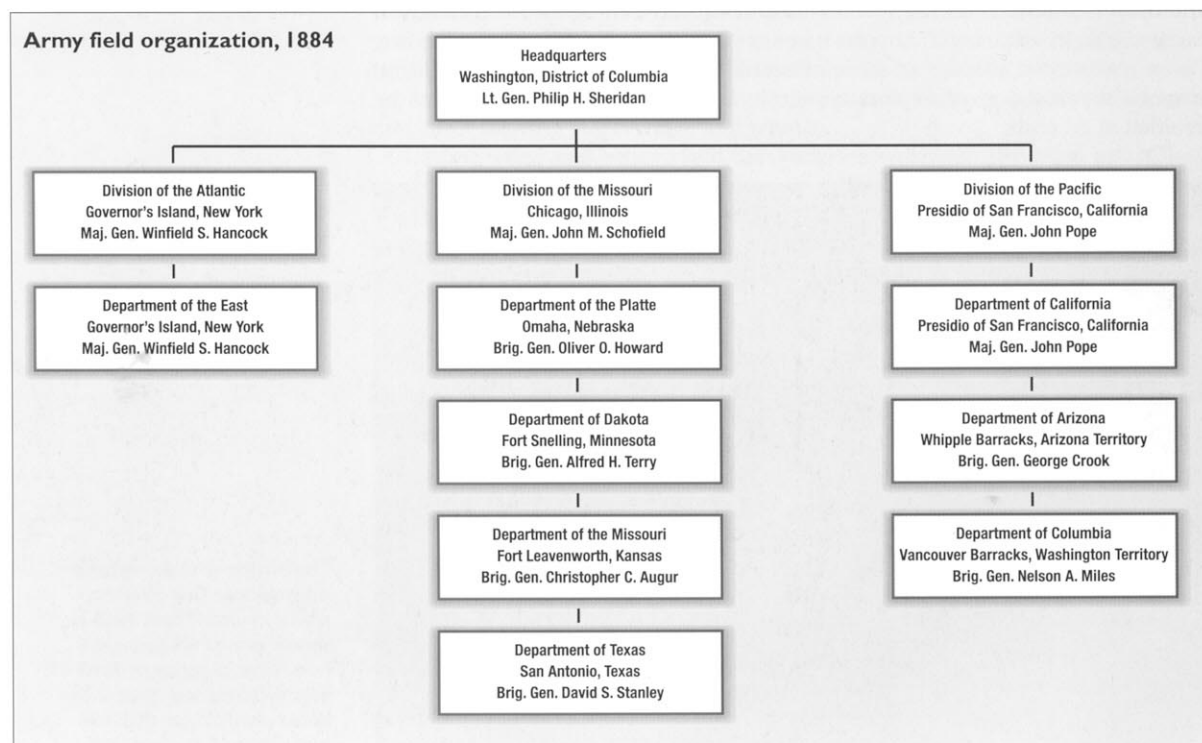 Army field organization, 1884
Headquarters
Washington, District of Columbia
Lt. Gen. Philip H. Sheridan
Division of the Atlantic
Governor's Island, New York
Maj. Gen. Winfield S. Hancock
Department of the East
Governor's Island, New York
Maj. Gen. Winfield S. Hancock
Division of the Missouri
Chicago, Illinois
Maj. Gen. John M. Schofield
Department of the Platte
Omaha, Nebraska
Brig. Gen. Oliver O. Howard
Department of Dakota
Fort Snelling, Minnesota
Brig. Gen. Alfred H. Terry
Department of the Missouri
Fort Leavenworth, Kansas
Brig. Gen. Christopher C. Augur
Department of Texas
San Antonio, Texas
Brig. Gen. David S. Stanley
Division of the Pacific
Presidio of San Francisco, California
Maj. Gen. John Pope
Department of California
Presidio of San Francisco, California
Maj. Gen. John Pope
Department of Arizona
Whipple Barracks, Arizona Territory
Brig. Gen. George Crook
Department of Columbia
Vancouver Barracks, Washington Territory
Brig. Gen. Nelson A. Miles